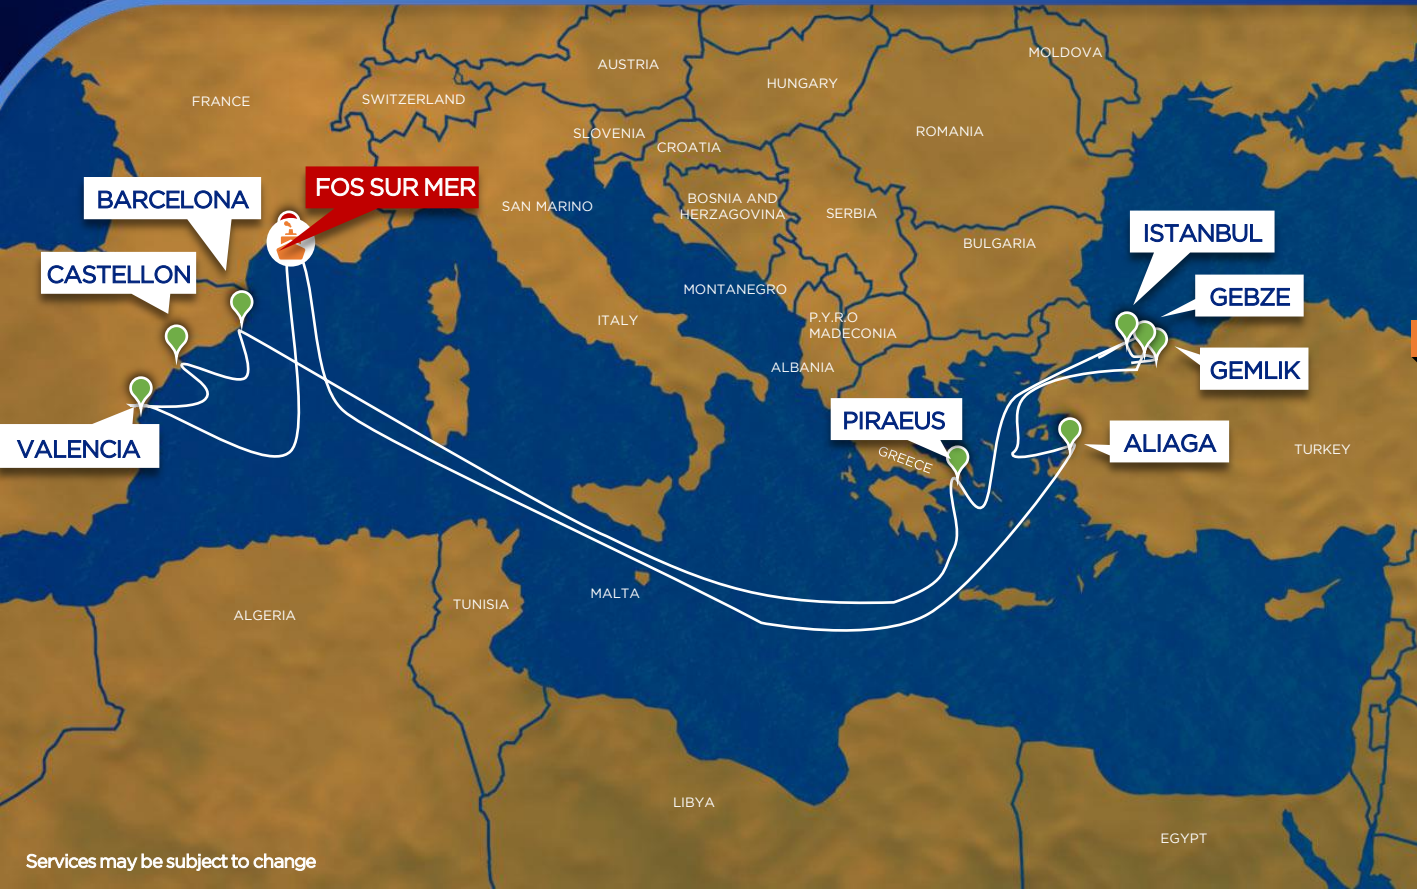 MOLDOVA
AUSTRIA
HUNGARY
FRANCE
SWITZERLAND
ROMANIA
SLOVENIA
CROATIA
FOS SUR MER
BARCELONA
SAN MARINO
BOSNIA AND
HERZAGOVINA
SERBIA
ISTANBUL
BULGARIA
CASTELLON
MONTANEGRO
GEBZE
ITALY
P.Y.R.O
MADECONIA
ALBANIA
GEMLIK
PIRAEUS
VALENCIA
GREECE
ALIAGA
TURKEY
MALTA
TUNISIA
ALGERIA
LIBYA
EGYPT
Services may be subject to change